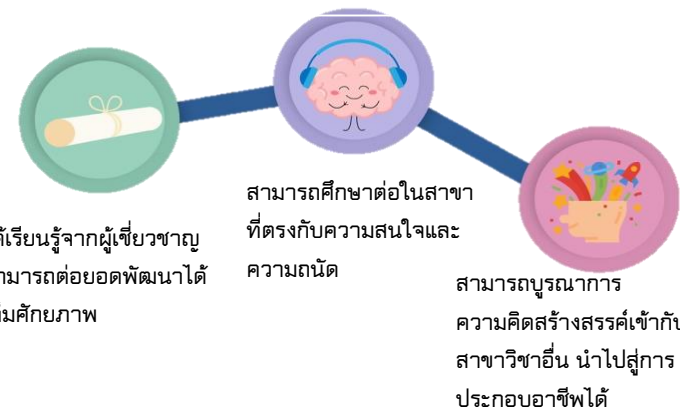 เรียนรู้จากผู้เชี่ยวชาญ
ามารถต่อยอดพัฒนาได้
ศักยภาพ
สามารถศึกษาต่อในสาขา
ที่ตรงกับความสนใจและ
ความถนัด
สามารถบูรณาการ
ความคิดสร้างสรรค์เข้ากับ
สาขาวิชาอื่น นำไปสู่การ
ประกอบอาชีพได้